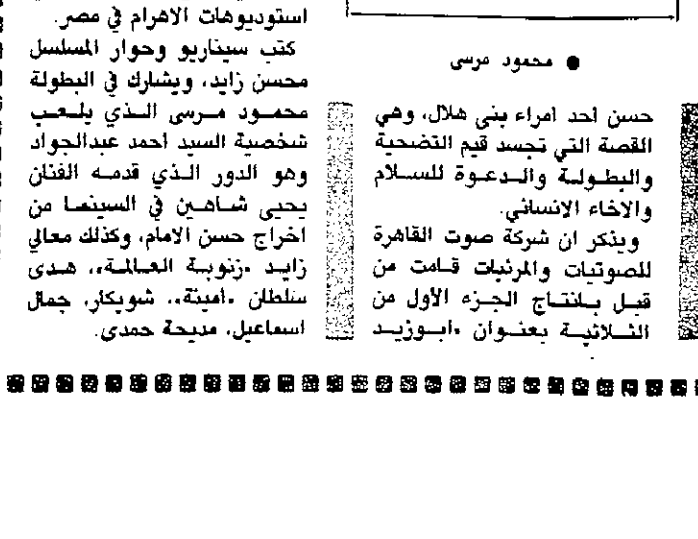 ● محمود مرسى
حسن احد امراء بنى هلال، وهي
القصة التي تجسد قيم التضحية
والبطولة والدعوة للسلام
والاخاء الانساني.
ويذكر ان شركة صوت القاهرة
للصوتيات والمرئيات قامت من
قبل بانتاج الجزء الأول من
الثلاثية بعنوان «ابوزيد
استوديوهات الاهرام في مصر.
كتب سيناريو وحوار المسلسل
محسن زايد، ويشارك في البطولة
محمود مرسى الذي يلعب
شخصية السيد احمد عبدالجواد
وهو الدور الذي قدمه الفنان
يحيى شاهين في السينما من
اخراج حسن الامام، وكذلك معالي
زايد «زنوبة العالمة»، هدى
سلطان «امينة»، شويكار، جمال
اسماعيل، مديحة حمدي.